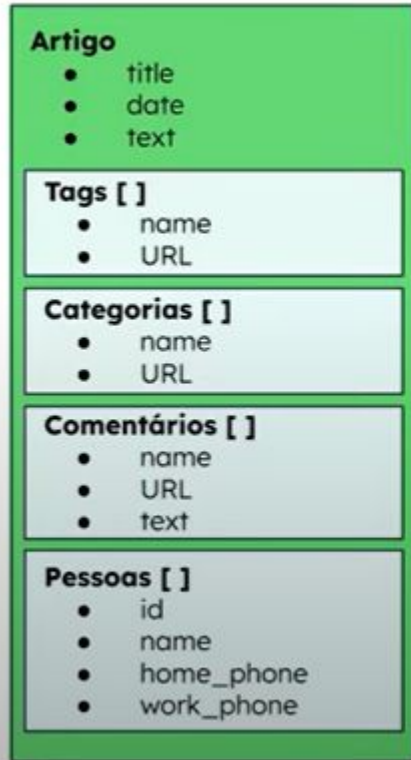 Artigo
● title
● date
● text
Tags [ ]
● name
● URL
Categorias [ ]
● name
● URL
Comentários [ ]
● name
● URL
● text
Pessoas [ ]
● id
● name
● home_phone
● work_phone